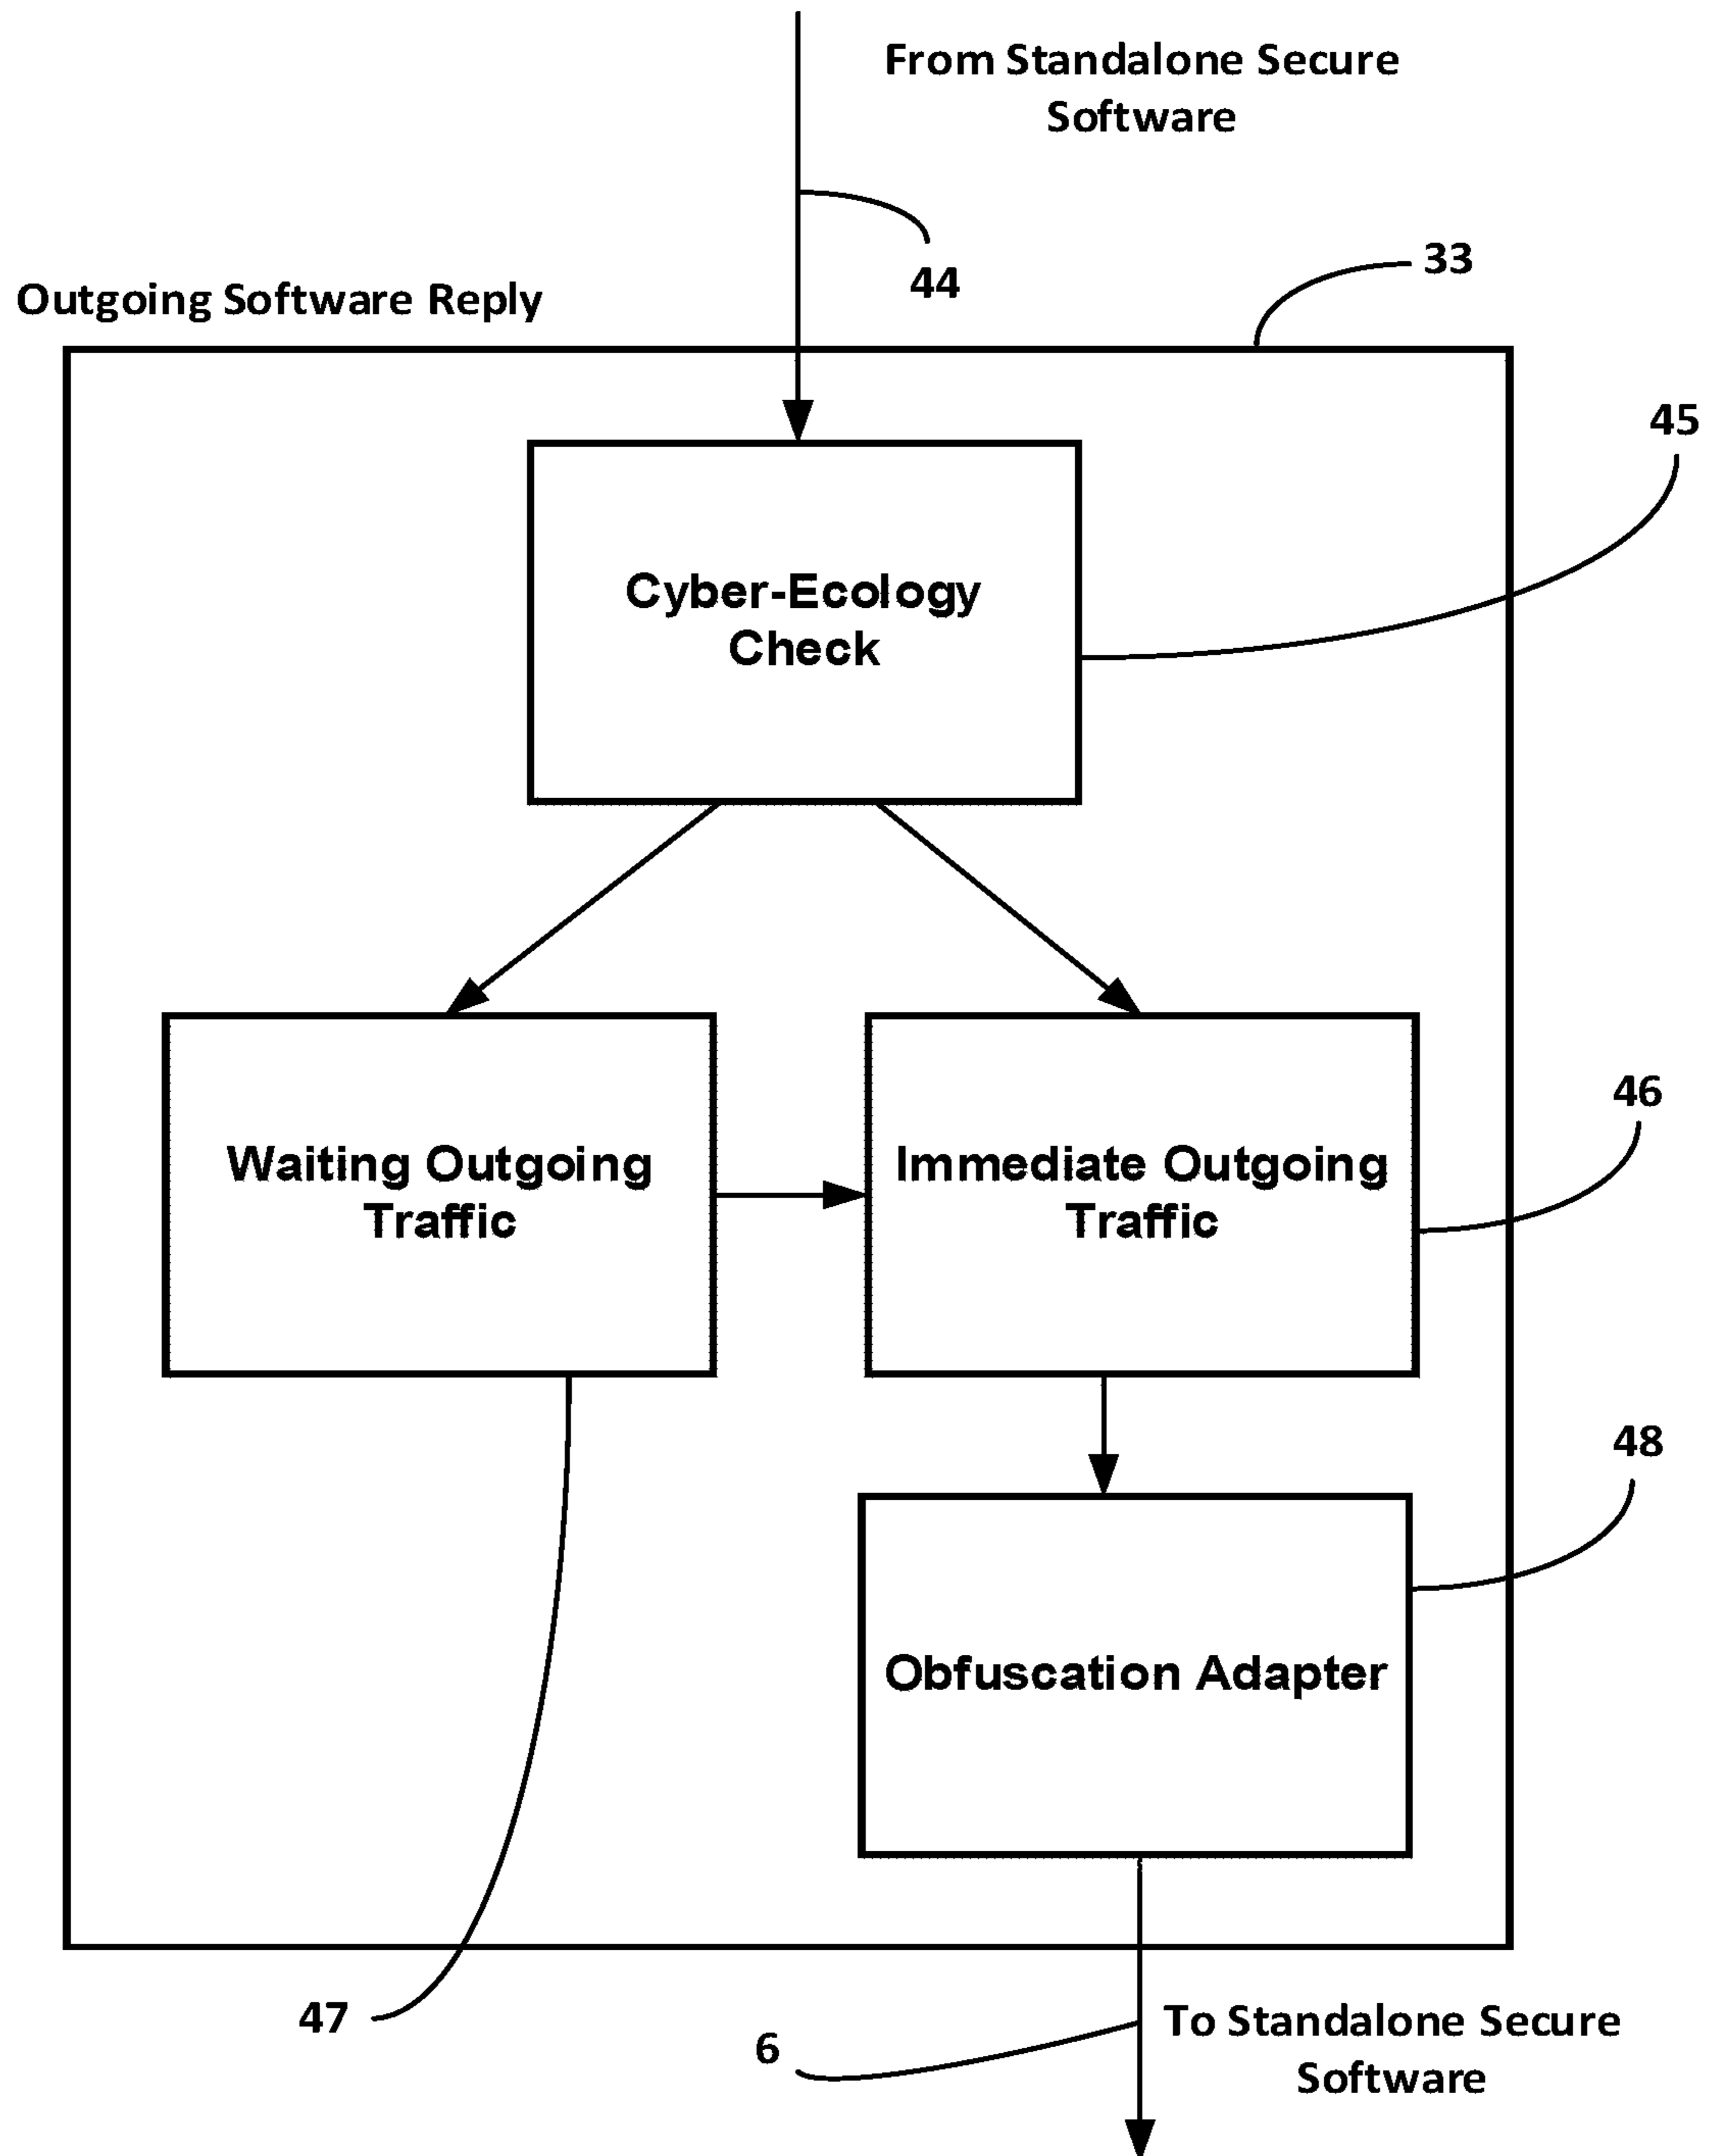 From Standalone Secure
Software
44
33
Outgoing Software Reply
45
Cyber-Ecology
Check
46
Waiting Outgoing
Traffic
Immediate Outgoing
Traffic
48
Obfuscation Adapter
47
6
To Standalone Secure
Software